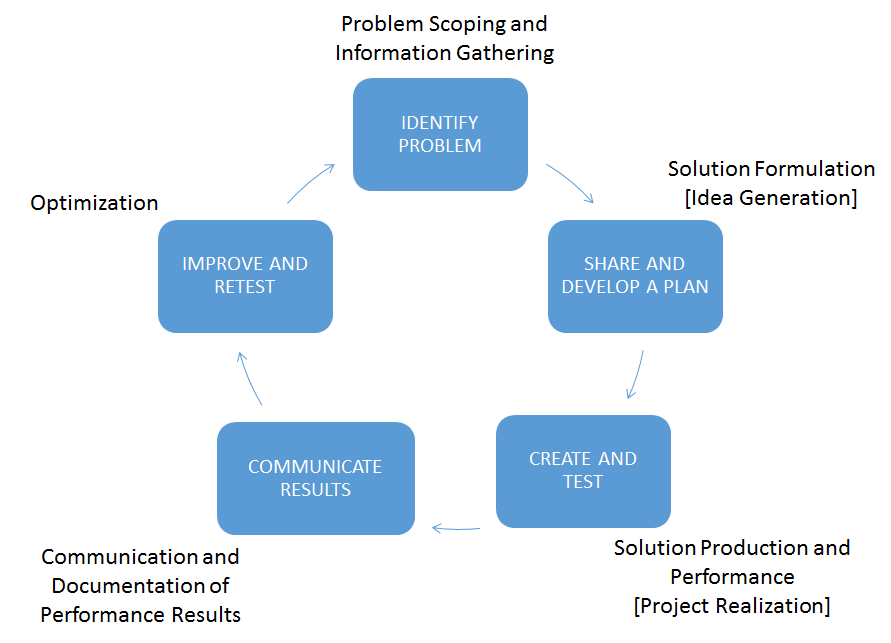 Problem Scoping and
Information Gathering
IDENTIFY
PROBLEM
Solution Formulation
[Idea Generation]
SHARE AND
DEVELOP A PLAN
CREATE AND
TEST
Solution Production and
Performance
[Project Realization]
COMMUNICATE
RESULTS
Communication and
Documentation of
Performance Results
IMPROVE AND
RETEST
Optimization